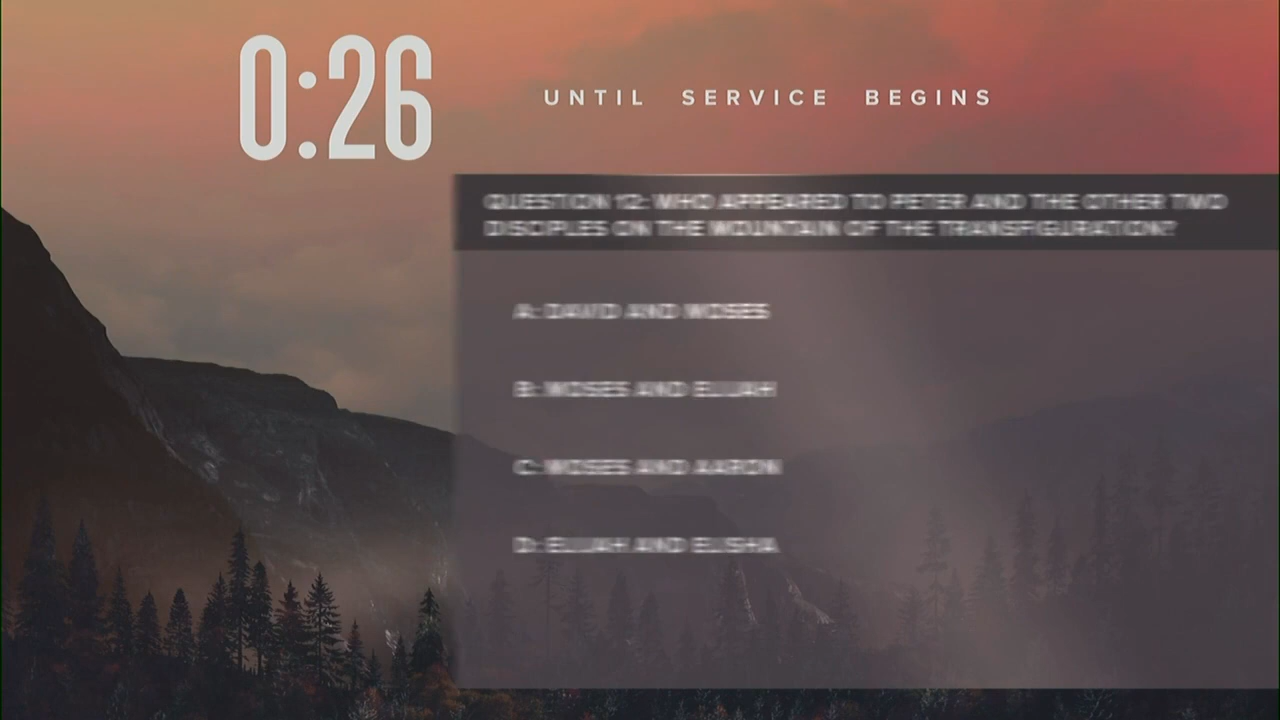 0:26
UNTIL SERVICE BEGINS
QUESTION 12: WHO APPEARED TO PETER AND THE OTHER TWO
DISCIPLES ON THE MOUNTAIN OF THE TRANSFIGURATION?
A: DAVID AND MOSES
B: MOSES AND ELIJAH
C: MOSES AND AARON
D: ELIJAH AND ELISHA